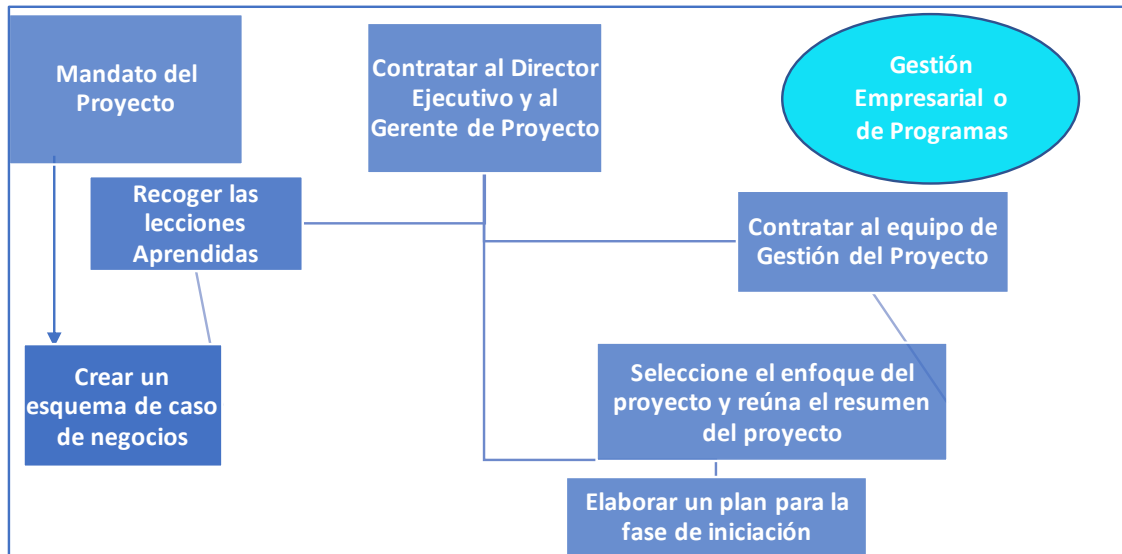 Mandato del
Proyecto
Contratar al Director
Ejecutivo y al
Gerente de Proyecto
Gestión
Empresarial o
de Programas
Recoger las
lecciones
Aprendidas
Contratar al equipo de
Gestión del Proyecto
Crear un
esquema de caso
de negocios
Seleccione el enfoque del
proyecto y reúna el resumen
del proyecto
Elaborar un plan para la
fase de iniciación